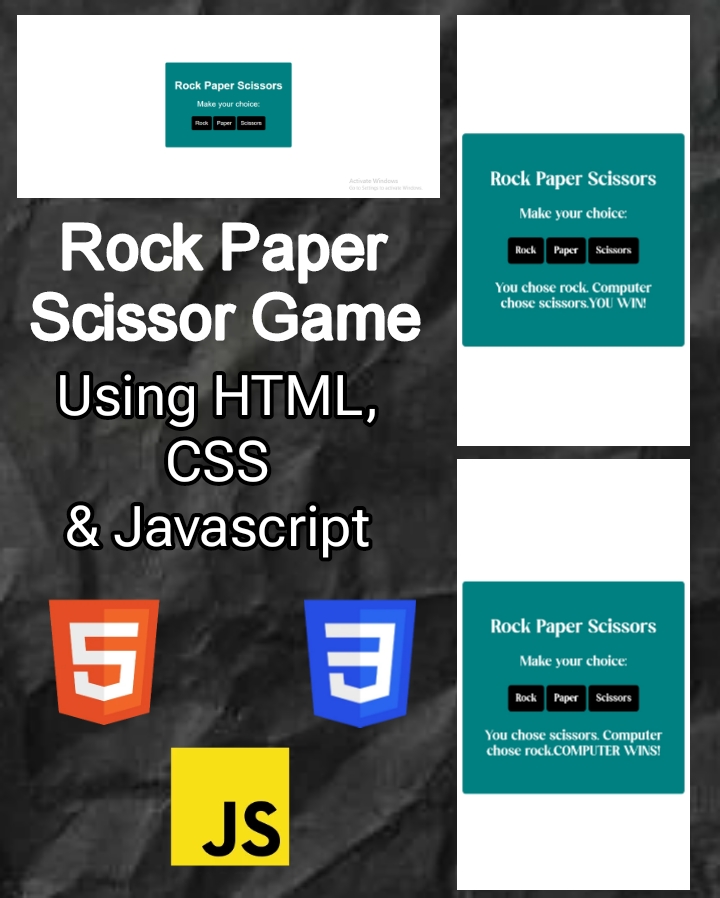 Rock Paper Scissors
Make your choice:
Rock Paper Scissors
Activate Windows
Go to Settings to activate Windows.
Rock Paper
Scissor Game
Using HTML,
CSS
& Javascript
5
3
JS
Rock Paper Scissors
Make your choice:
Rock Paper Scissors
You chose rock. Computer
chose scissors.YOU WIN!
Rock Paper Scissors
Make your choice:
Rock Paper Scissors
You chose scissors. Computer
chose rock.COMPUTER WINS!